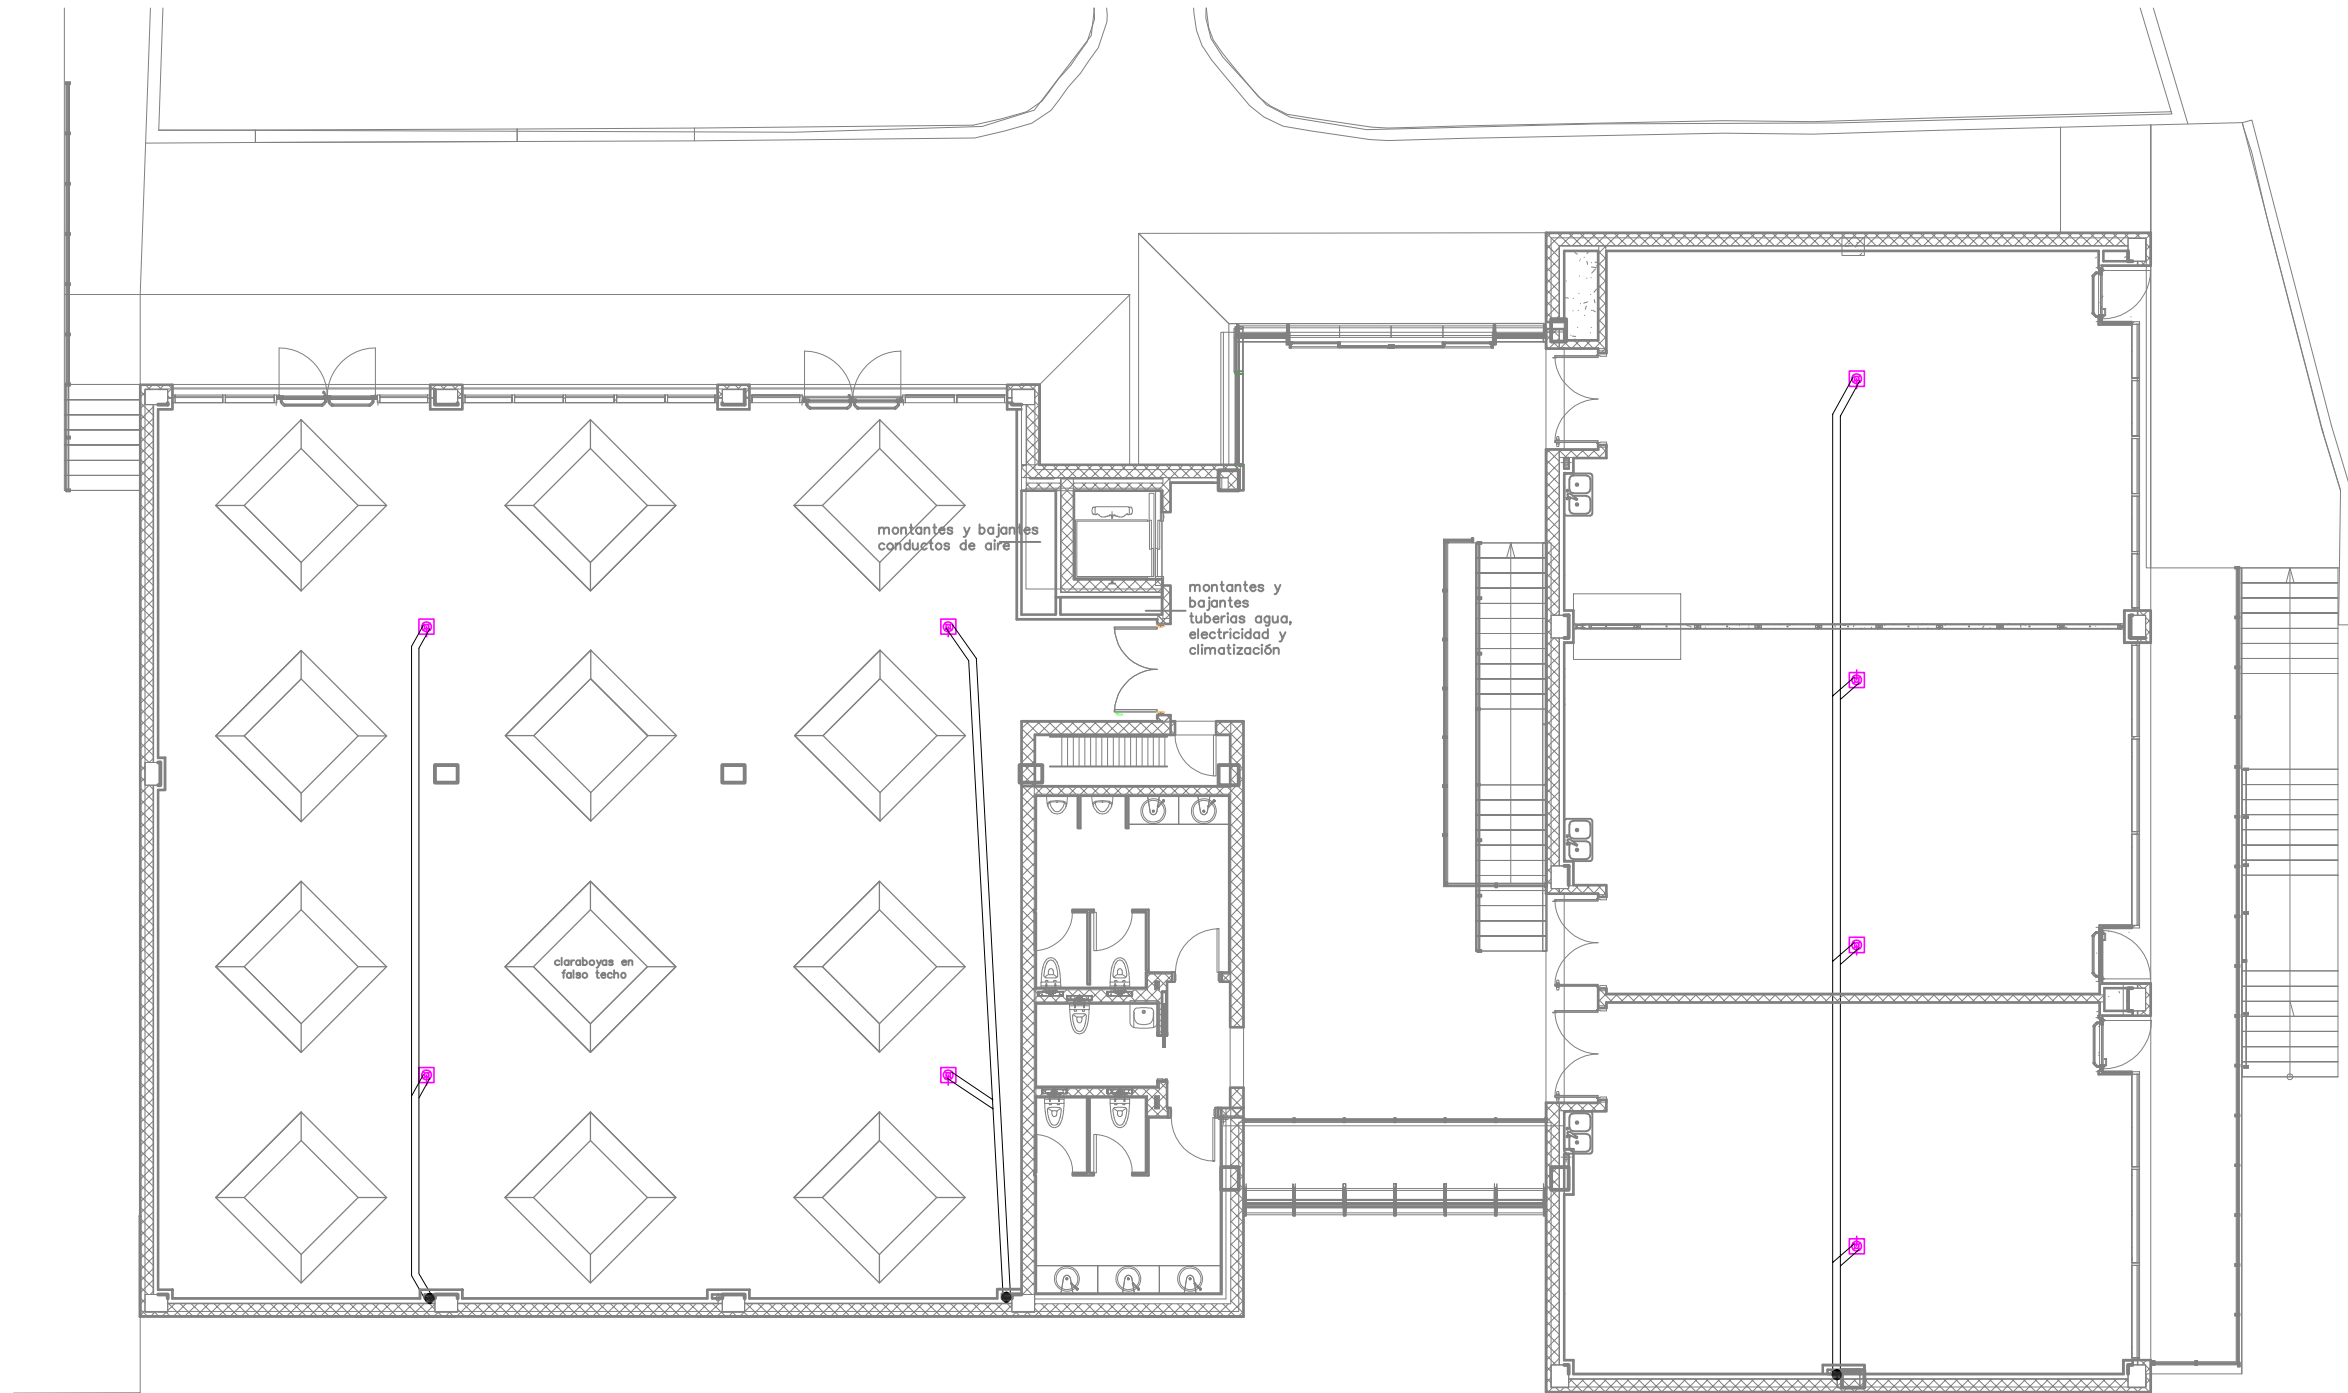 montantes y bajantes
conductos de aire
montantes y
bajantes
tuberias agua,
electricidad y
climatización
claraboyas en
falso techo